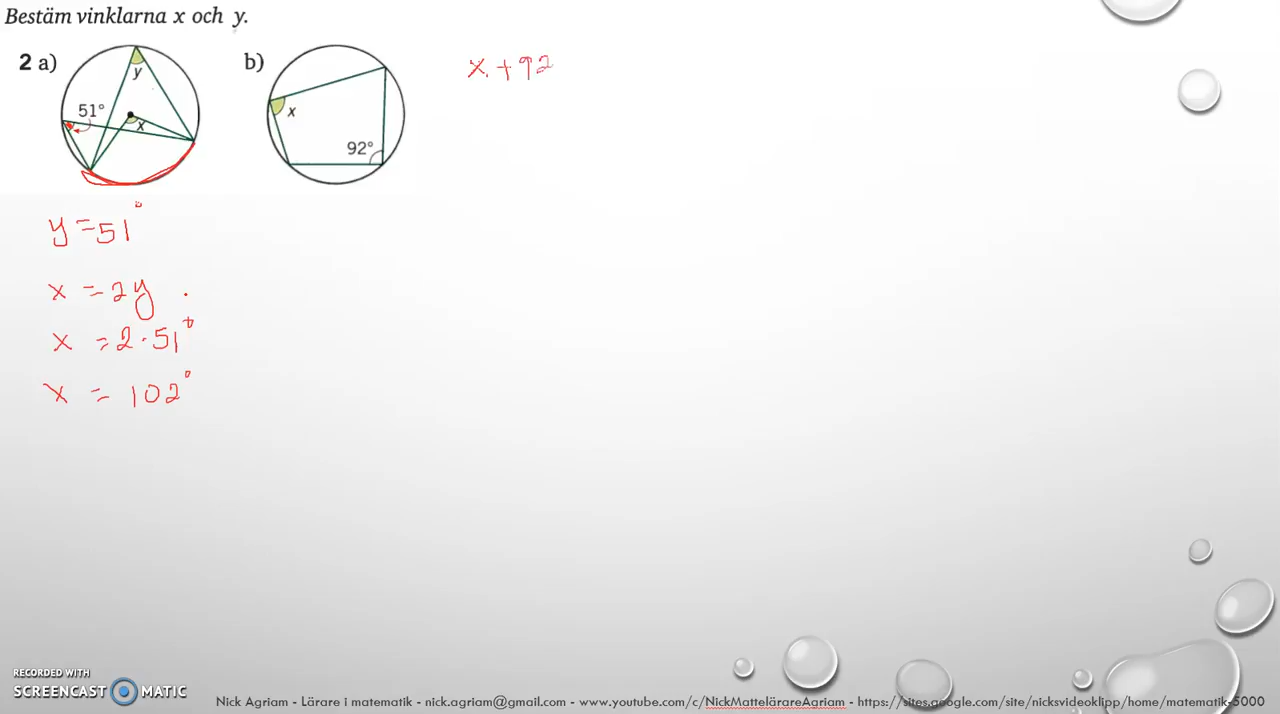 Bestäm vinklarna x och y.
2 a)
y
51°
x
b)
x
92°
x + 92
y = 51°
x = 2y
x = 2 · 51°
x = 102°
RECORDED WITH
SCREENCAST MATIC
Nick Agriam - Lärare i matematik - nick.agriam@gmail.com - www.youtube.com/c/NickMattelärareAgriam - https://sites.google.com/site/nicksvideoklipp/home/matematik-5000